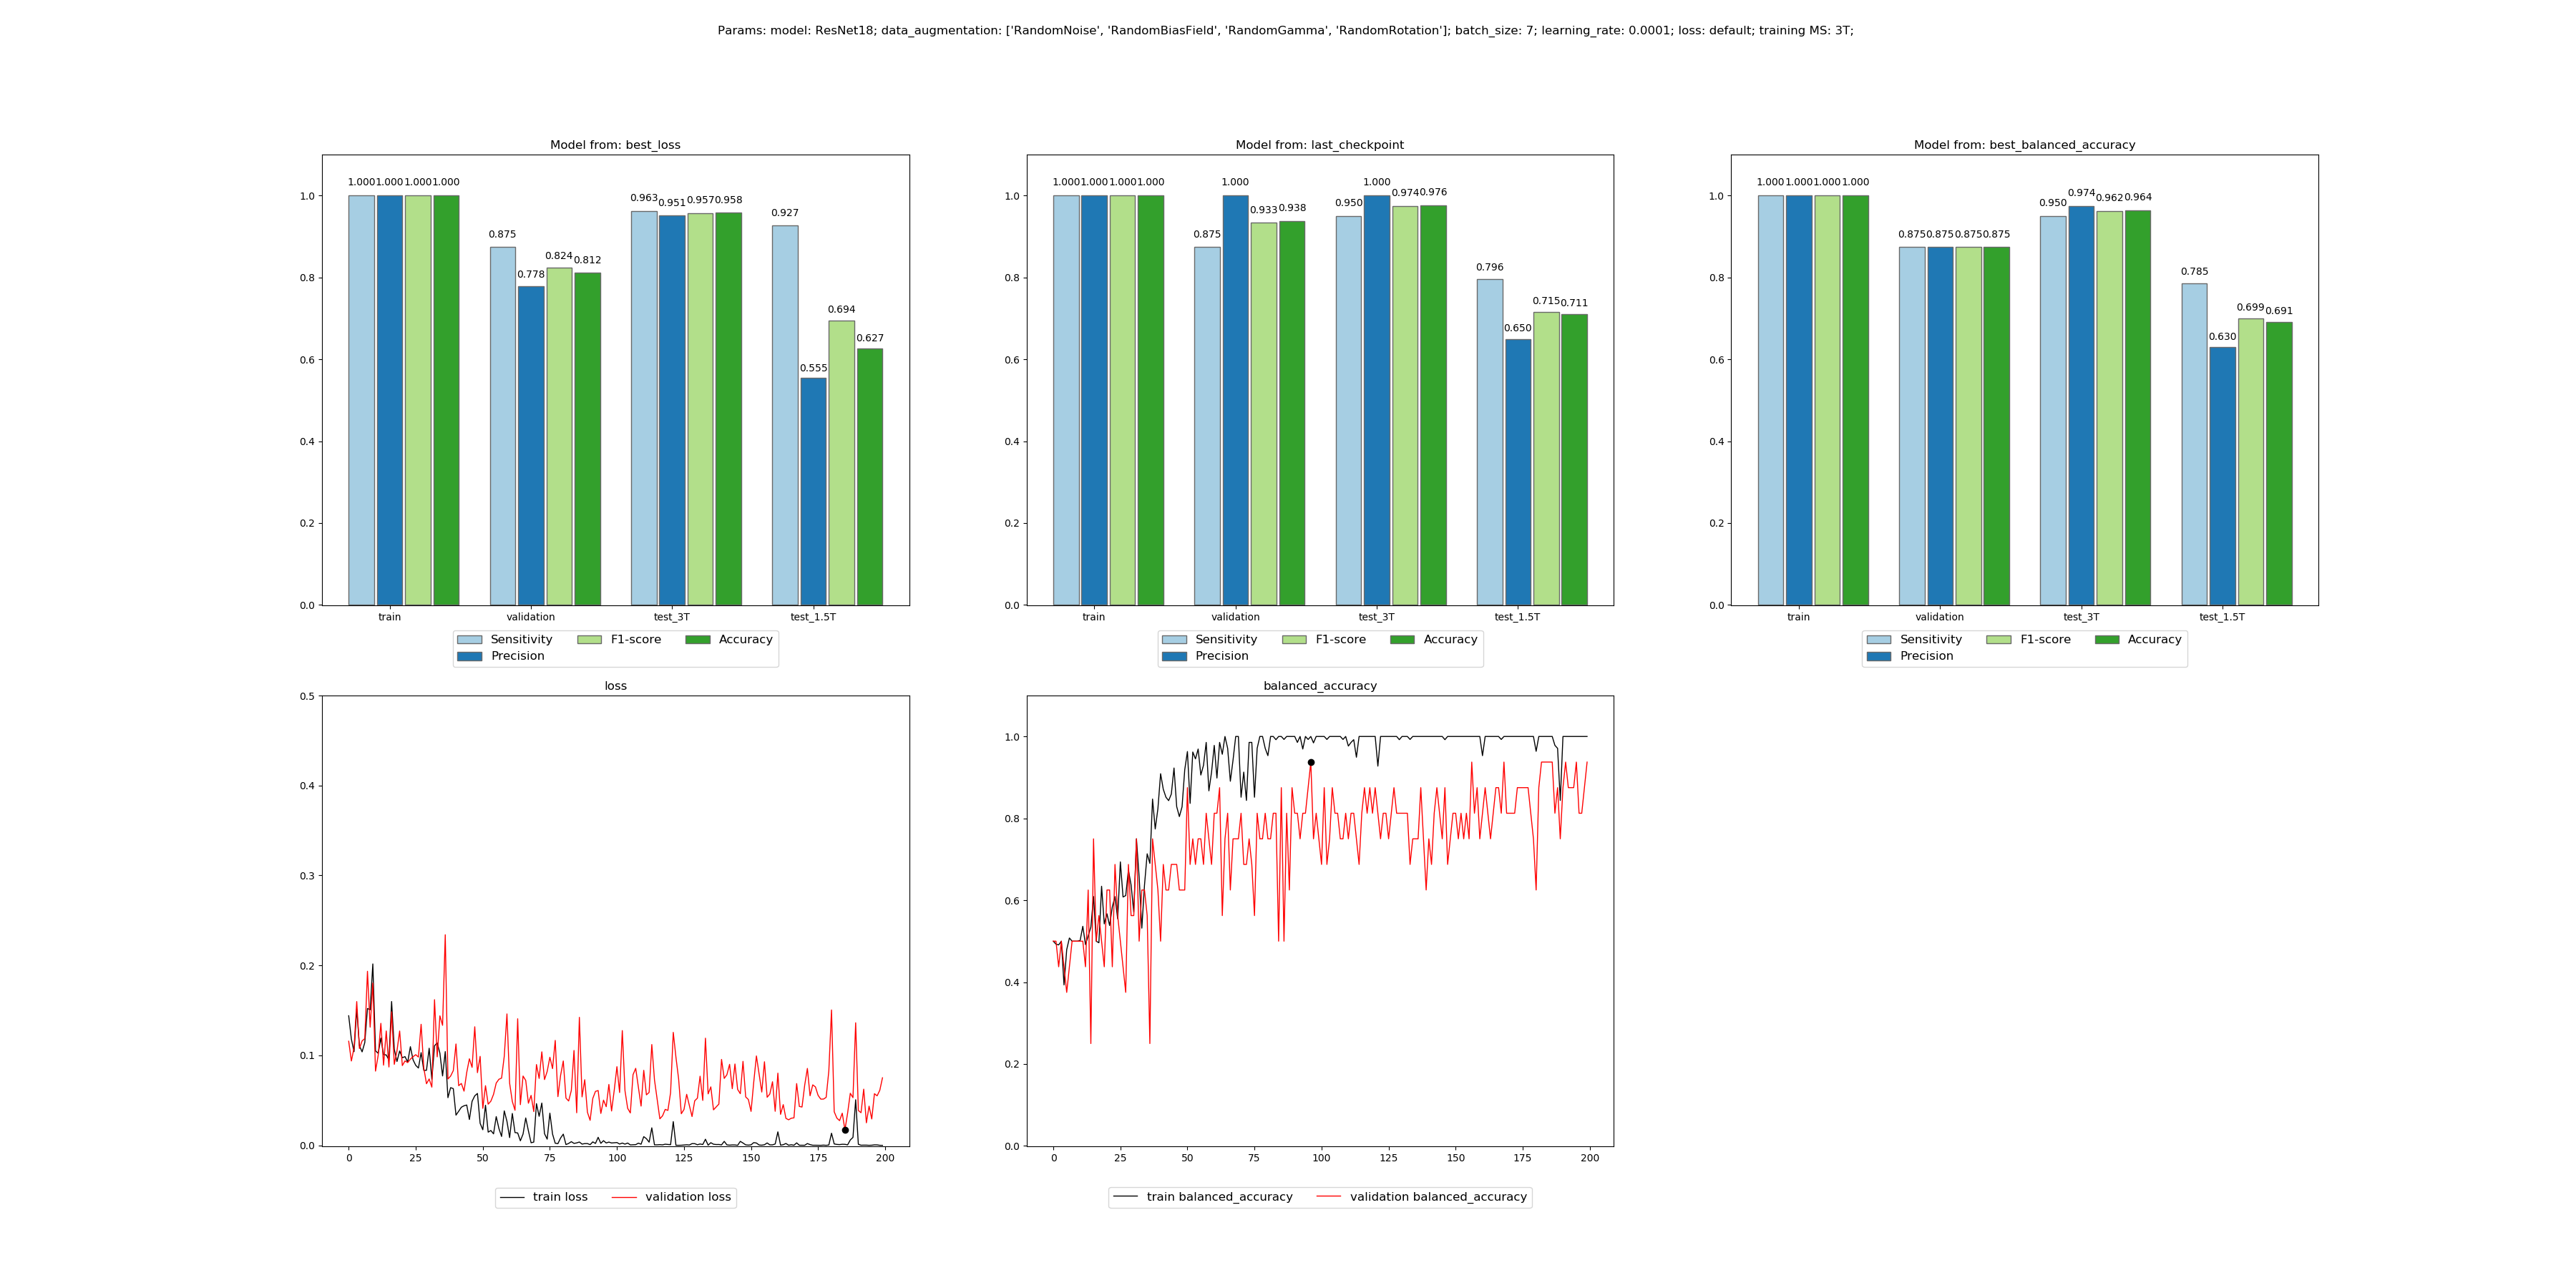 Params: model: ResNet18; data_augmentation: ['RandomNoise', 'RandomBiasField', 'RandomGamma', 'RandomRotation']; batch_size: 7; learning_rate: 0.0001; loss: default; training MS: 3T;
Model from: best_loss
1.000 1.000 1.000 1.000
0.875 0.778 0.824 0.812
0.963 0.951 0.957 0.958
0.927 0.555 0.694 0.627
1.0
0.8
0.6
0.4
0.2
0.0
train validation test_3T test_1.5T
Sensitivity F1-score Accuracy
Precision
Model from: last_checkpoint
1.000 1.000 1.000 1.000
0.875 1.000 0.933 0.938
0.950 1.000 0.974 0.976
0.796 0.650 0.715 0.711
1.0
0.8
0.6
0.4
0.2
0.0
train validation test_3T test_1.5T
Sensitivity F1-score Accuracy
Precision
Model from: best_balanced_accuracy
1.000 1.000 1.000 1.000
0.875 0.875 0.875 0.875
0.950 0.974 0.962 0.964
0.785 0.630 0.699 0.691
1.0
0.8
0.6
0.4
0.2
0.0
train validation test_3T test_1.5T
Sensitivity F1-score Accuracy
Precision
loss
0.5
0.4
0.3
0.2
0.1
0.0
0 25 50 75 100 125 150 175 200
train loss validation loss
balanced_accuracy
1.0
0.8
0.6
0.4
0.2
0.0
0 25 50 75 100 125 150 175 200
train balanced_accuracy validation balanced_accuracy